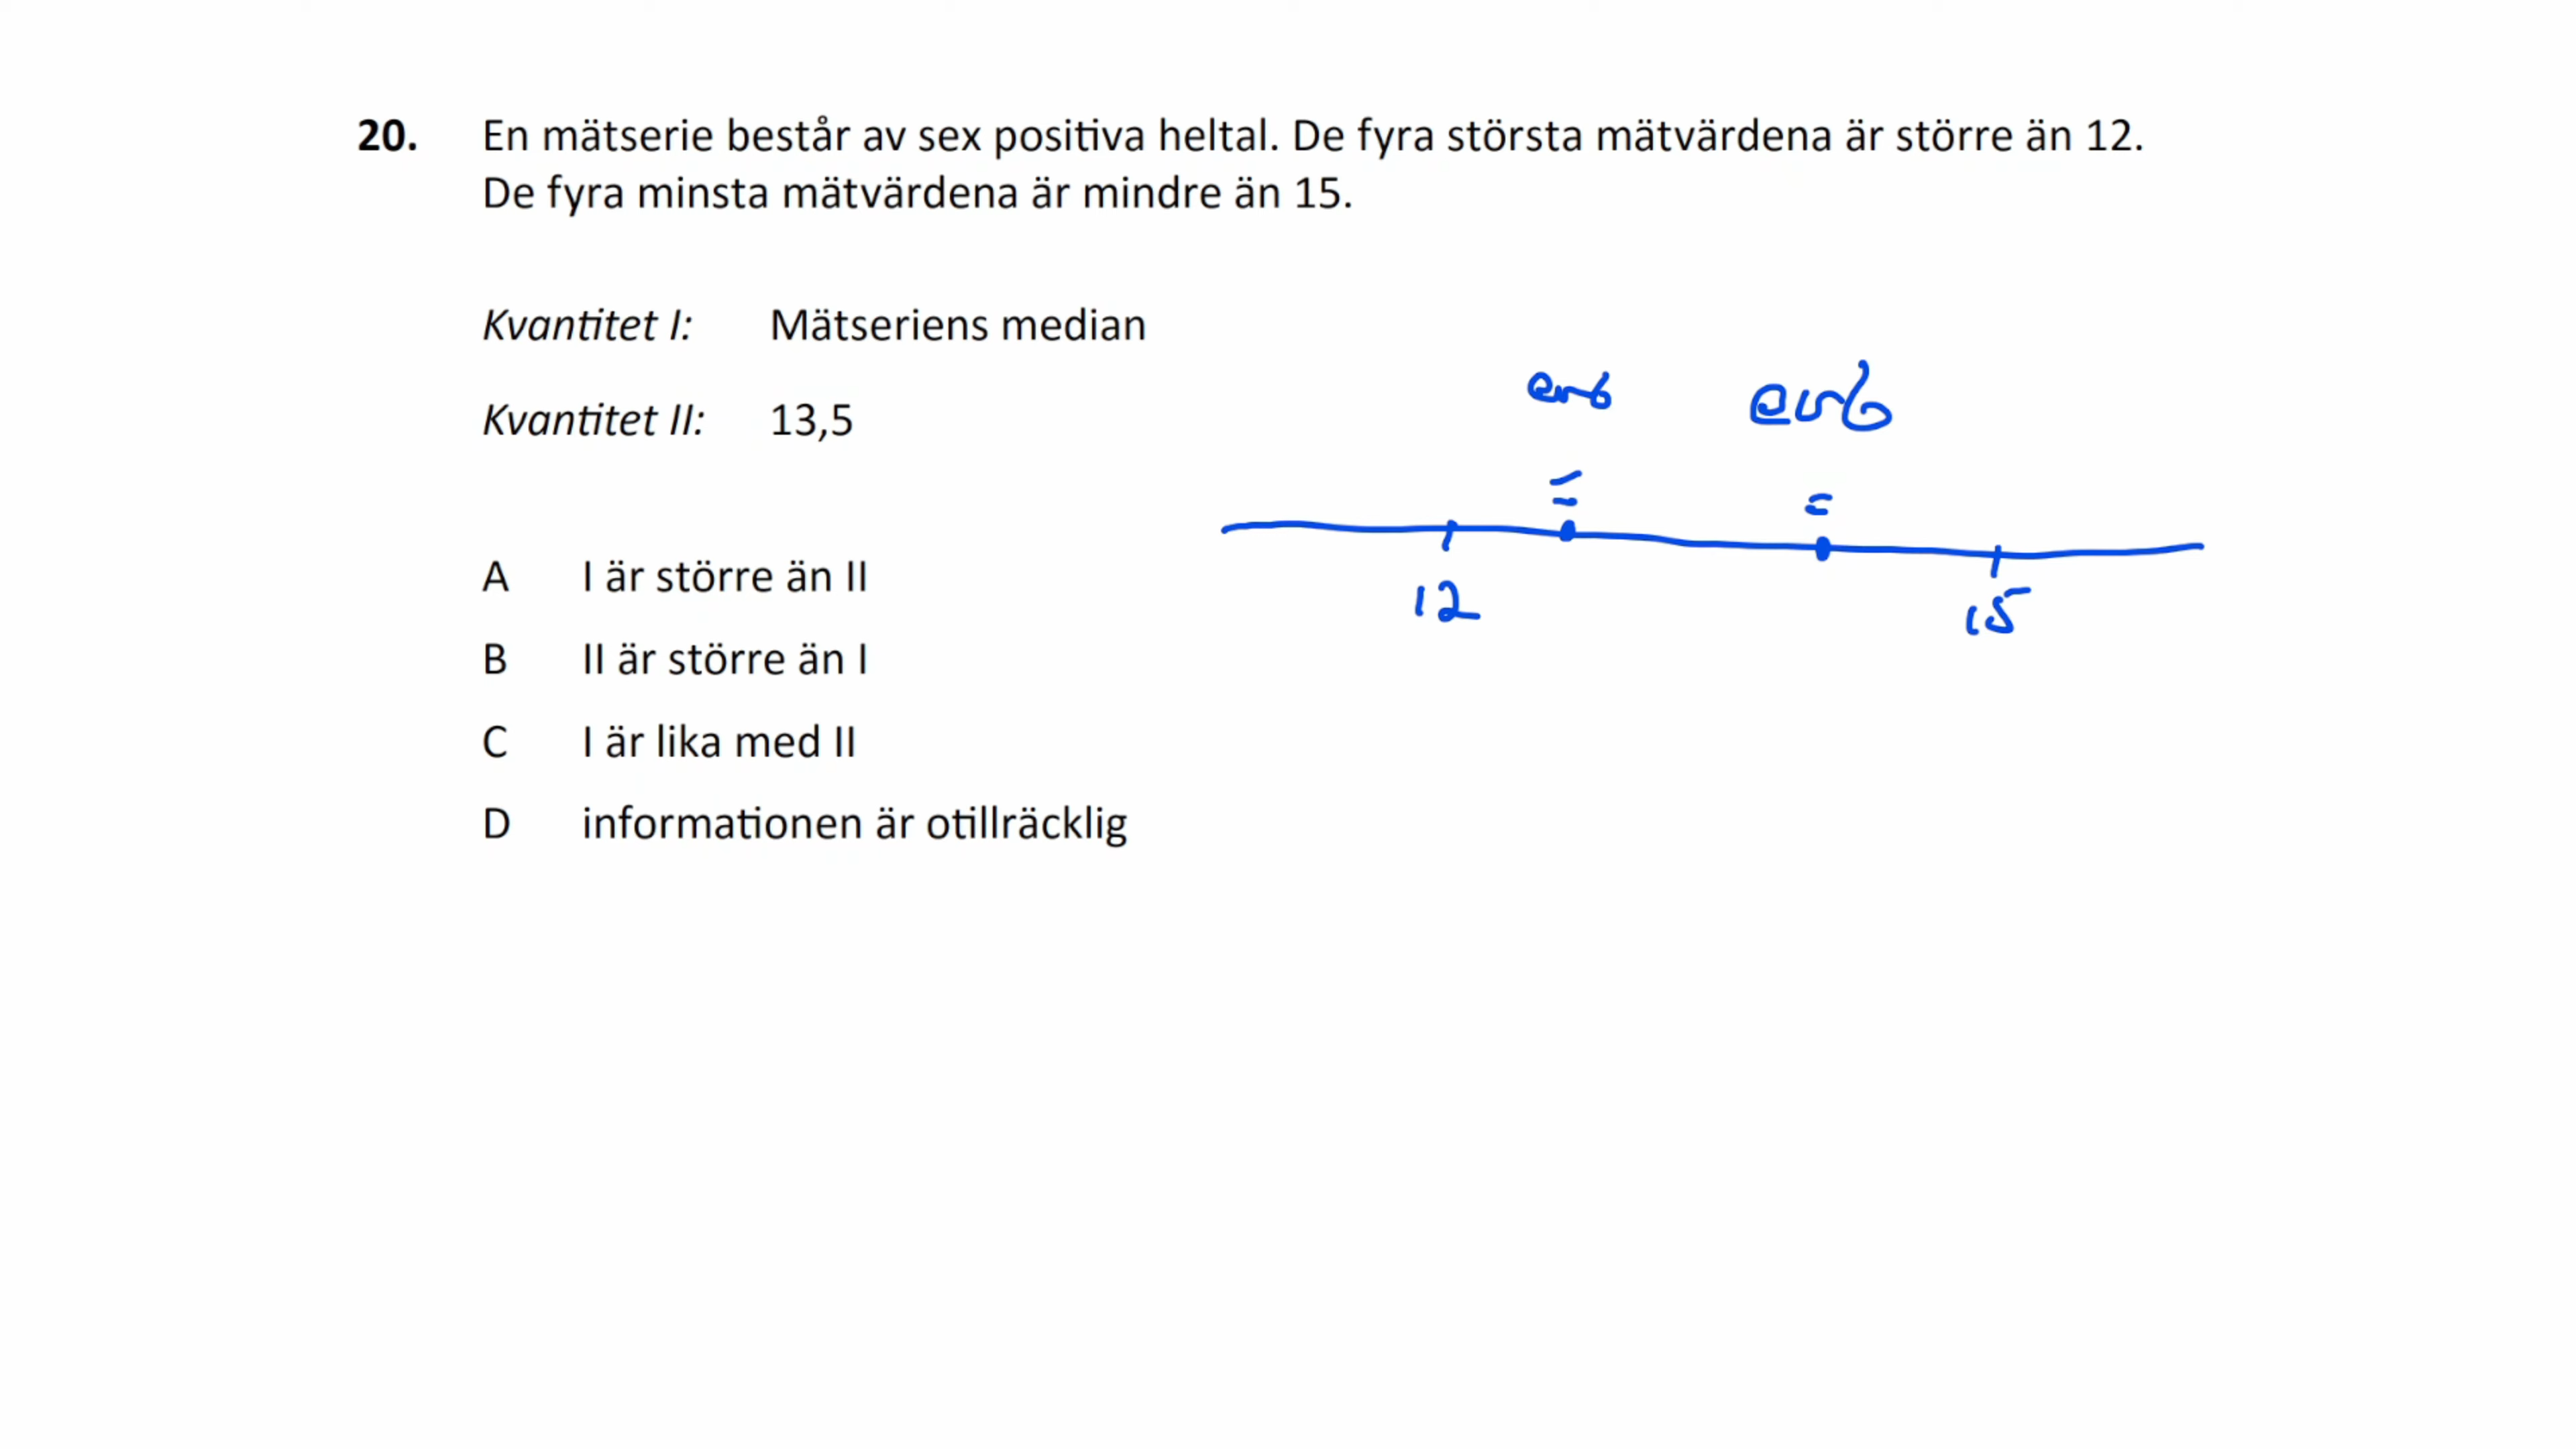 20. En mätserie består av sex positiva heltal. De fyra största mätvärdena är större än 12.
De fyra minsta mätvärdena är mindre än 15.
Kvantitet I: Mätseriens median
Kvantitet II: 13,5
A I är större än II
B II är större än I
C I är lika med II
D informationen är otillräcklig
12
15